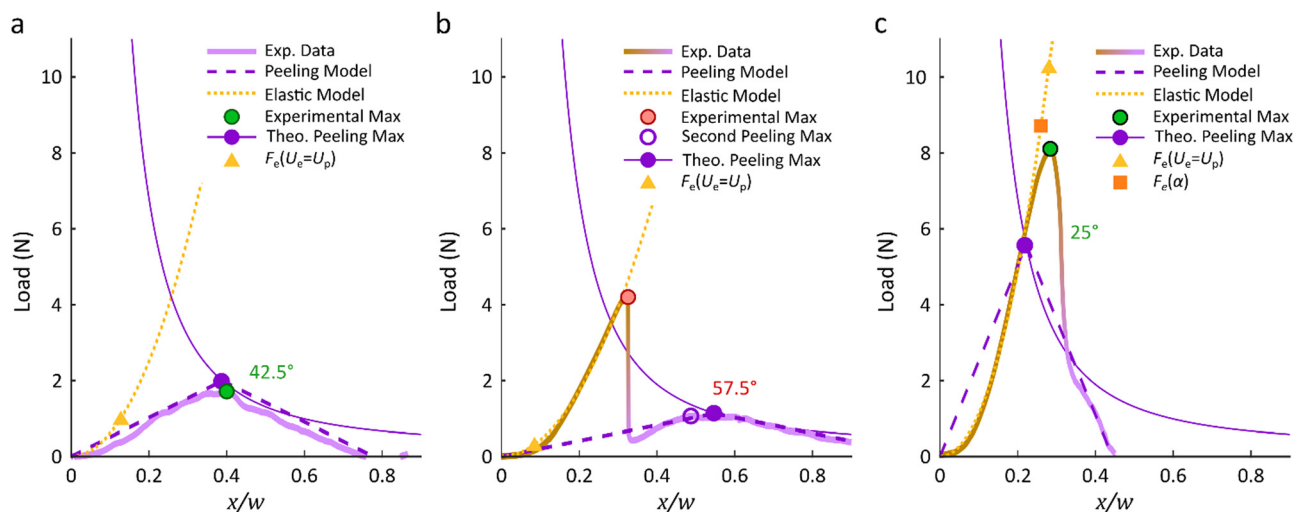 a
Load (N)
10
8
6
4
2
0
Exp. Data
Peeling Model
Elastic Model
Experimental Max
Theo. Peeling Max
Fe(Ue=Up)
42.5°
0
0.2
0.4
0.6
0.8
x/w
b
Load (N)
10
8
6
4
2
0
Exp. Data
Peeling Model
Elastic Model
Experimental Max
Second Peeling Max
Theo. Peeling Max
Fe(Ue=Up)
57.5°
0
0.2
0.4
0.6
0.8
x/w
c
Load (N)
10
8
6
4
2
0
Exp. Data
Peeling Model
Elastic Model
Experimental Max
Theo. Peeling Max
Fe(Ue=Up)
Fe(α)
25°
0
0.2
0.4
0.6
0.8
x/w